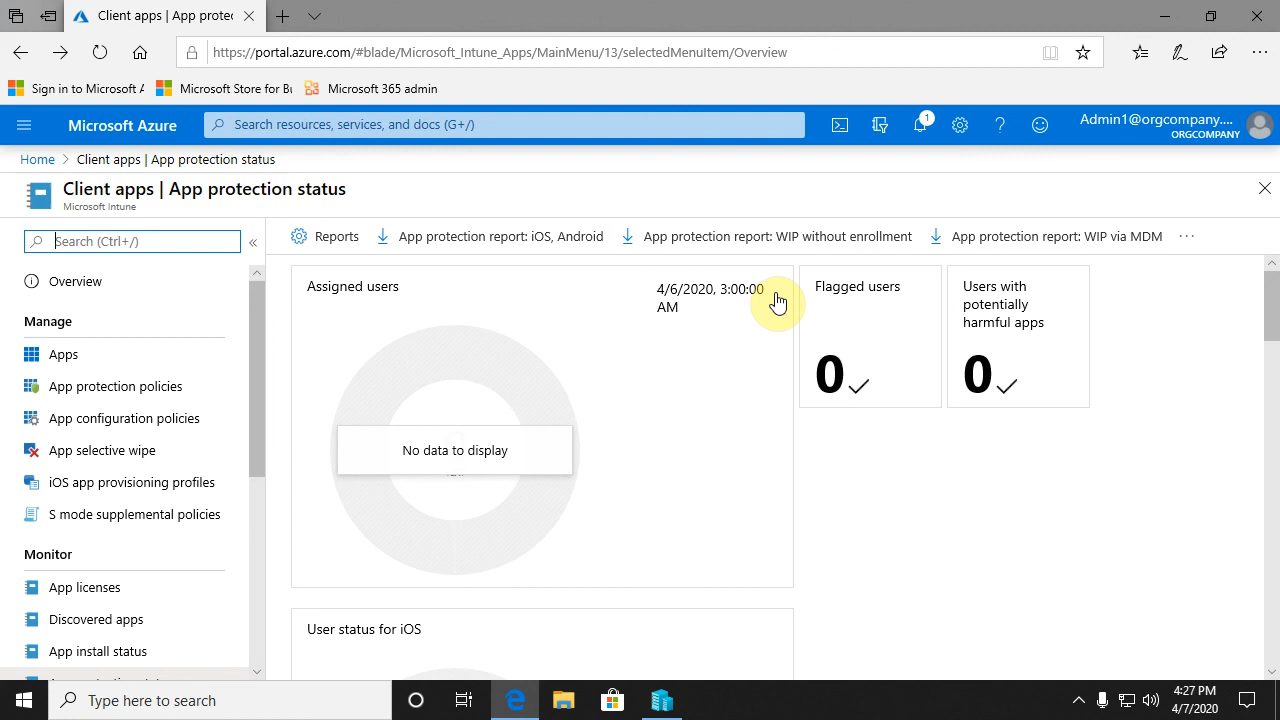 Client apps | App protec
https://portal.azure.com/#blade/Microsoft_Intune_Apps/MainMenu/13/selectedMenuItem/Overview
Sign in to Microsoft
Microsoft Store for Bu
Microsoft 365 admin
Microsoft Azure
Search resources, services, and docs (G+/)
1
Admin1@orgcompany....
ORGCOMPANY
Home > Client apps | App protection status
Client apps | App protection status
Microsoft Intune
Search (Ctrl+/)
«
Reports
App protection report: iOS, Android
App protection report: WIP without enrollment
App protection report: WIP via MDM
...
Overview
Manage
Apps
App protection policies
App configuration policies
App selective wipe
iOS app provisioning profiles
S mode supplemental policies
Monitor
App licenses
Discovered apps
App install status
Assigned users
4/6/2020, 3:00:00
AM
No data to display
Flagged users
0
Users with
potentially
harmful apps
0
User status for iOS
Type here to search
4:27 PM
4/7/2020